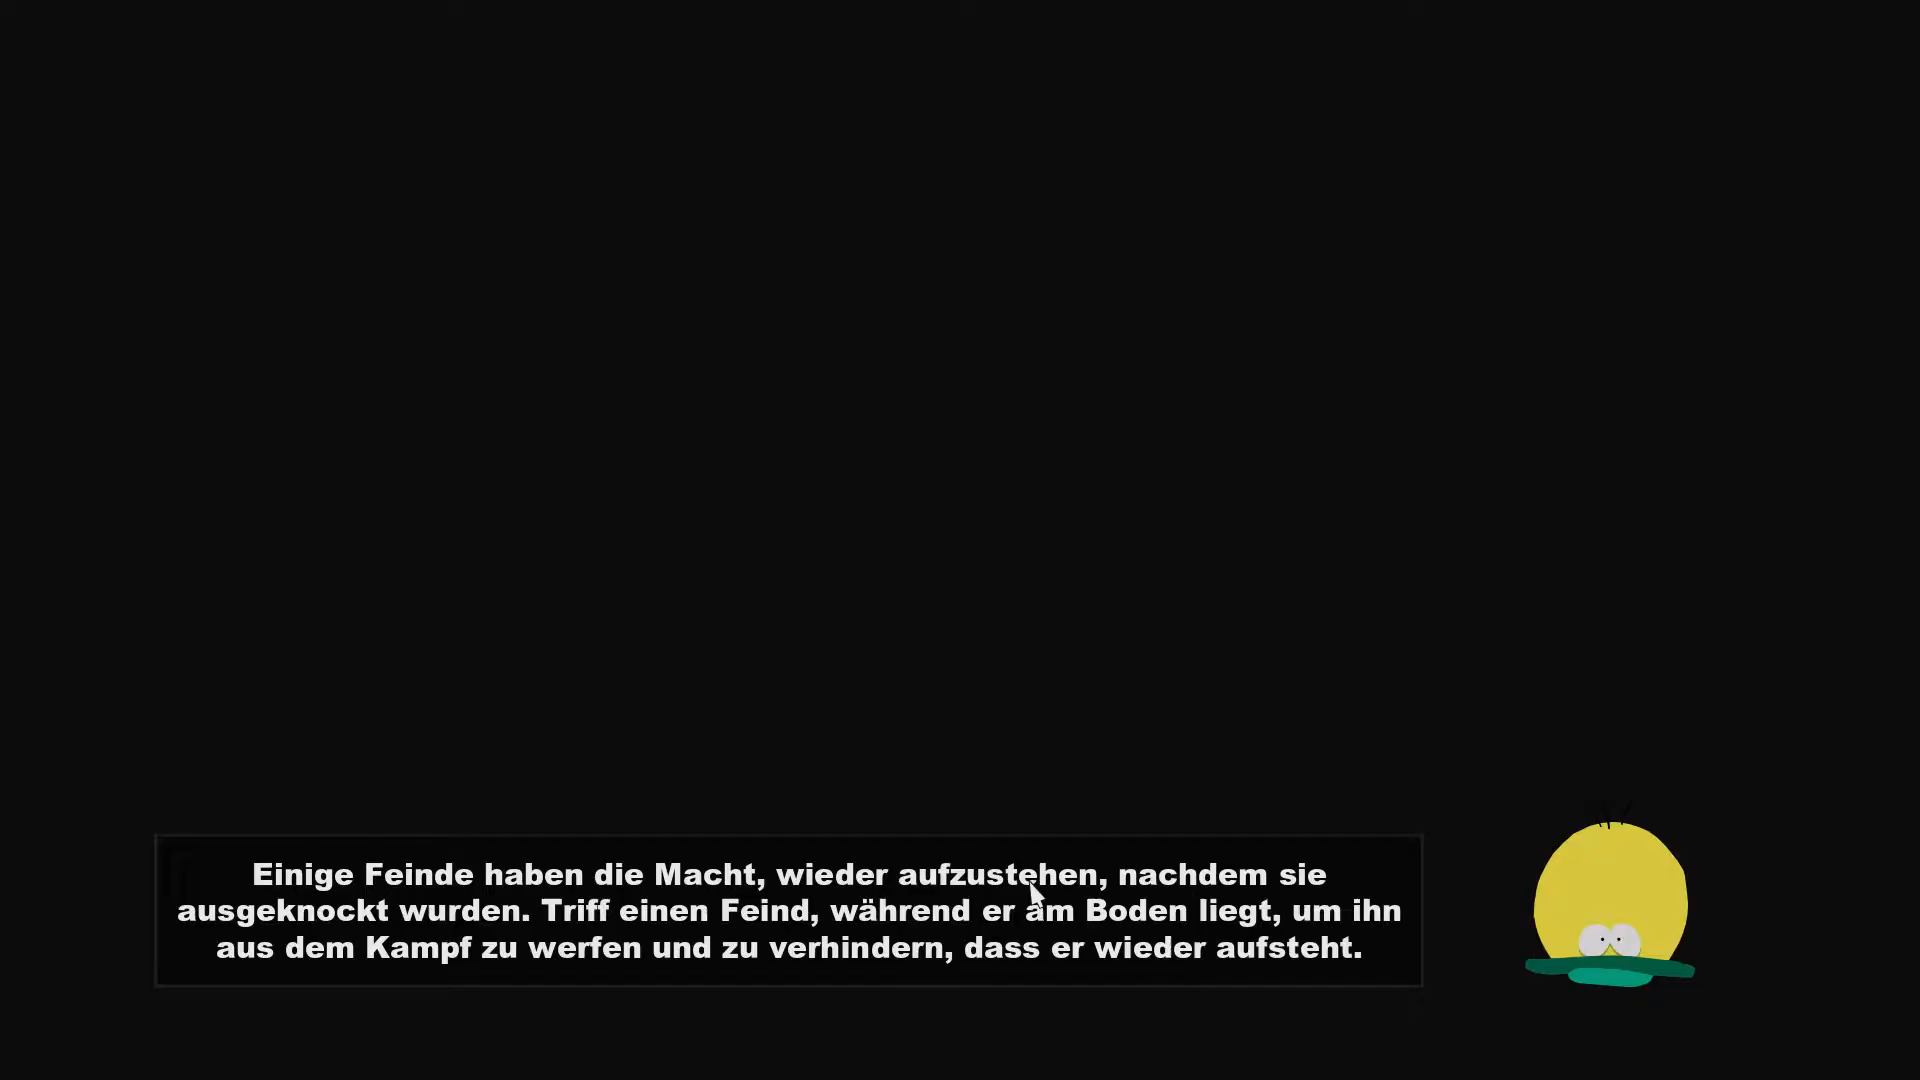 Einige Feinde haben die Macht, wieder aufzustehen, nachdem sie
ausgeknockt wurden. Triff einen Feind, während er am Boden liegt, um ihn
aus dem Kampf zu werfen und zu verhindern, dass er wieder aufsteht.